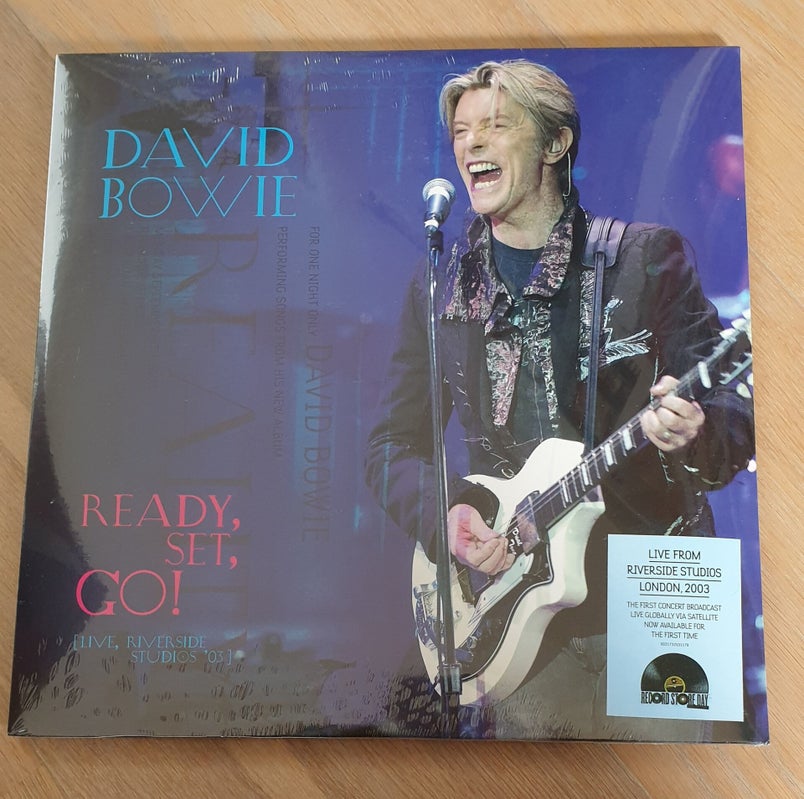 DAVID
BOWIE
REALITY
FOR ONE NIGHT ONLY DAVID BOWIE
PERFORMING SONGS FROM HIS NEW ALBUM
READY,
SET,
GO!
[LIVE, RIVERSIDE
STUDIOS '03]
LIVE FROM
RIVERSIDE STUDIOS
LONDON, 2003
THE FIRST CONCERT BROADCAST
LIVE GLOBALLY VIA SATELLITE
NOW AVAILABLE FOR
THE FIRST TIME
RECORD STORE DAY